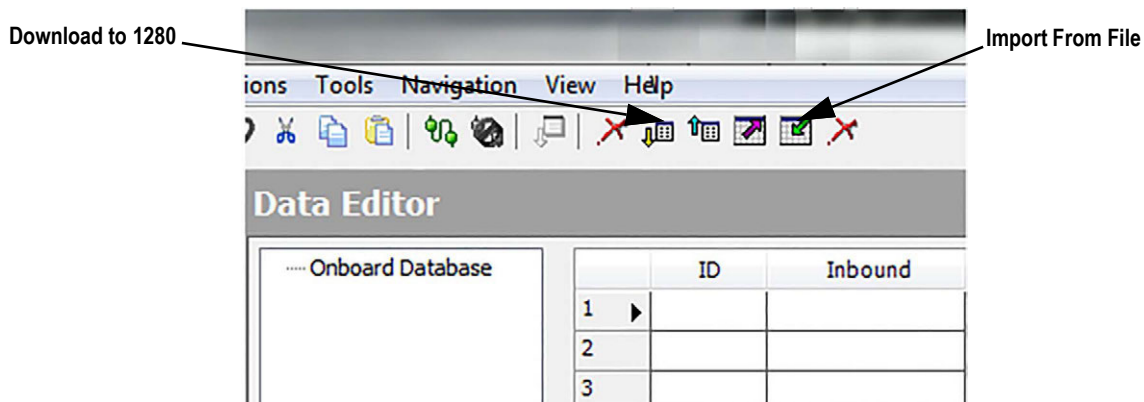 Download to 1280
Import From File
ions Tools Navigation View Help
Data Editor
Onboard Database
ID Inbound
1
2
3